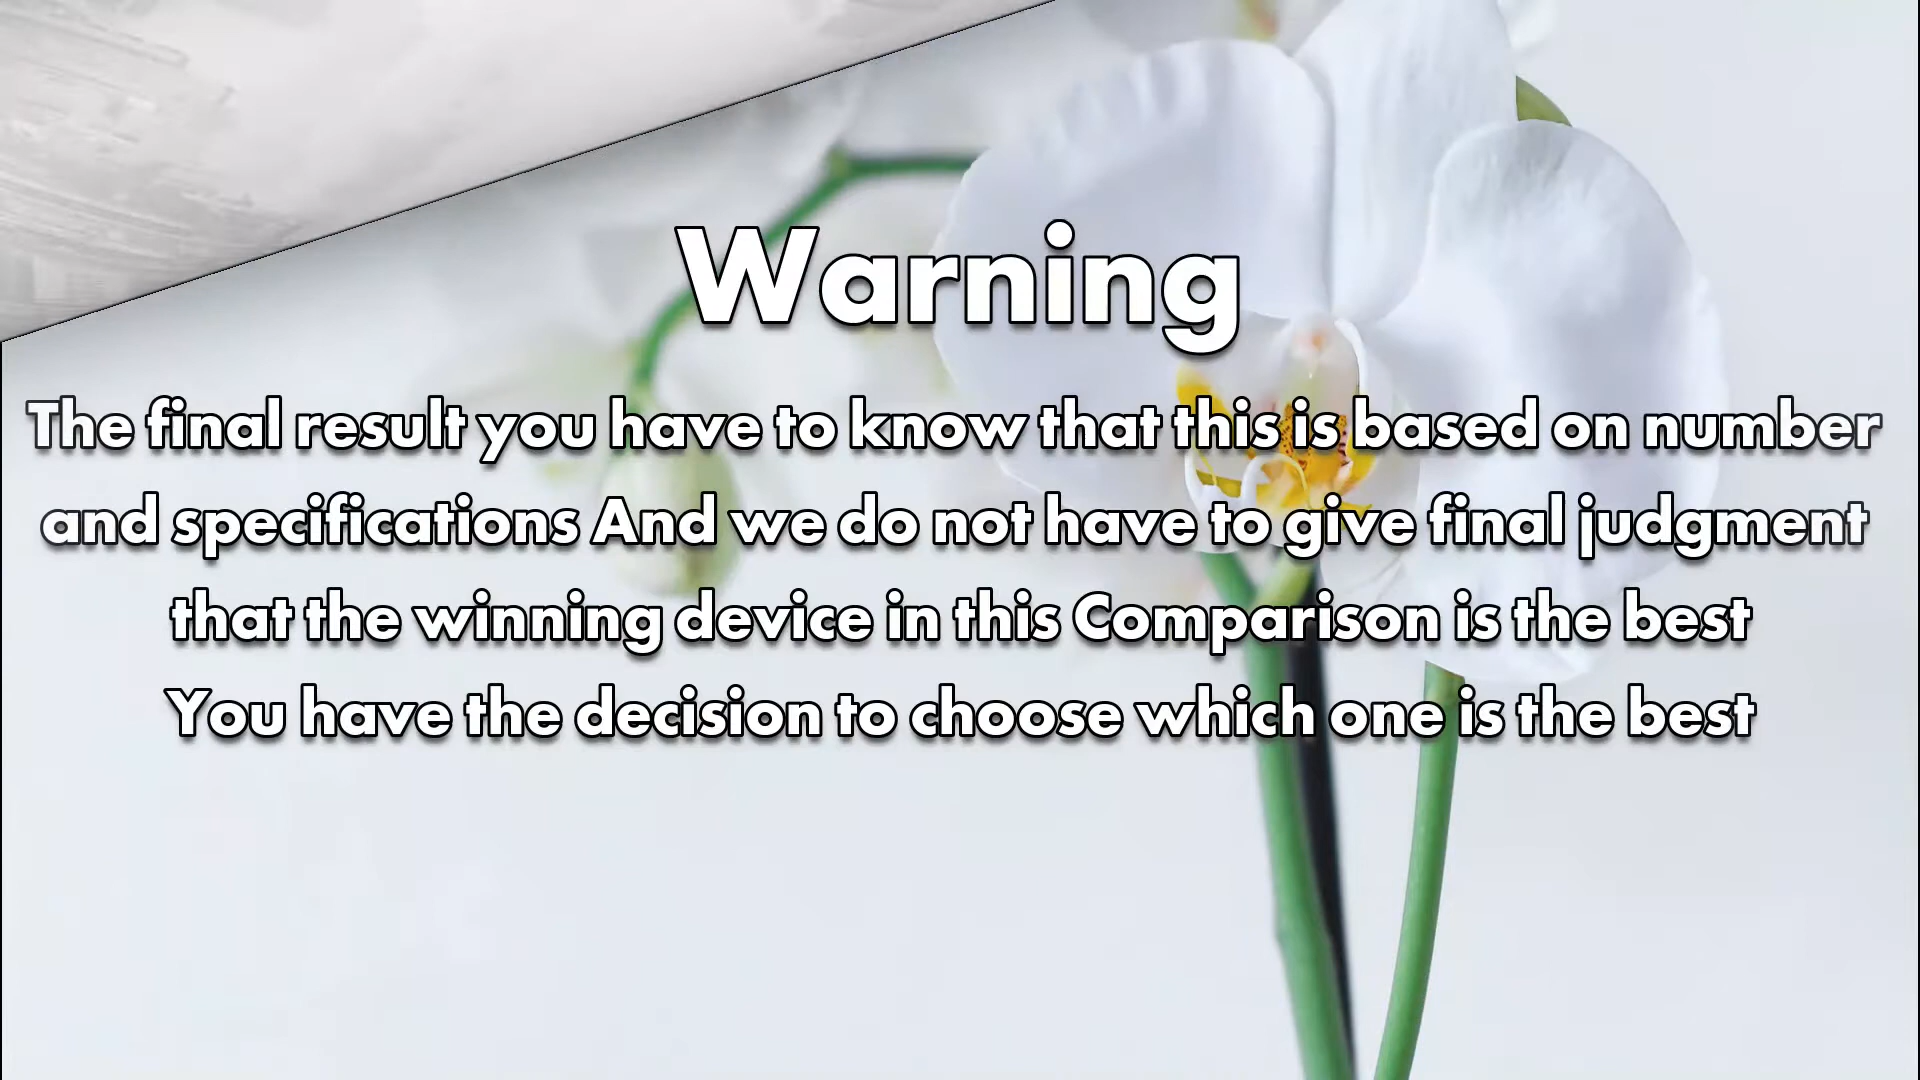 Warning
The final result you have to know that this is based on number
and specifications And we do not have to give final judgment
that the winning device in this Comparison is the best
You have the decision to choose which one is the best